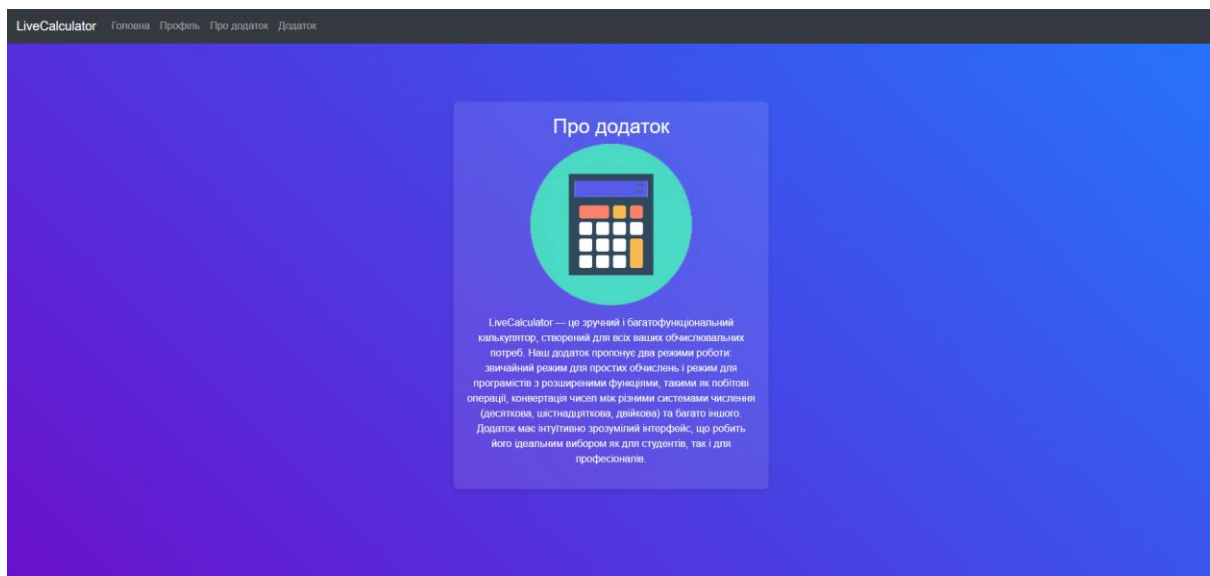 LiveCalculator Головна Профіль Про додаток Додаток
Про додаток
LiveCalculator — це зручний і багатофункціональний
калькулятор, створений для всіх ваших обчислювальних
потреб. Наш додаток пропонує два режими роботи:
звичайний режим для простих обчислень і режим для
програмістів з розширеними функціями, такими як побітові
операції, конвертація чисел між різними системами числення
(десяткова, шістнадцяткова, двійкова) та багато іншого.
Додаток має інтуїтивно зрозумілий інтерфейс, що робить
його ідеальним вибором як для студентів, так і для
професіоналів.